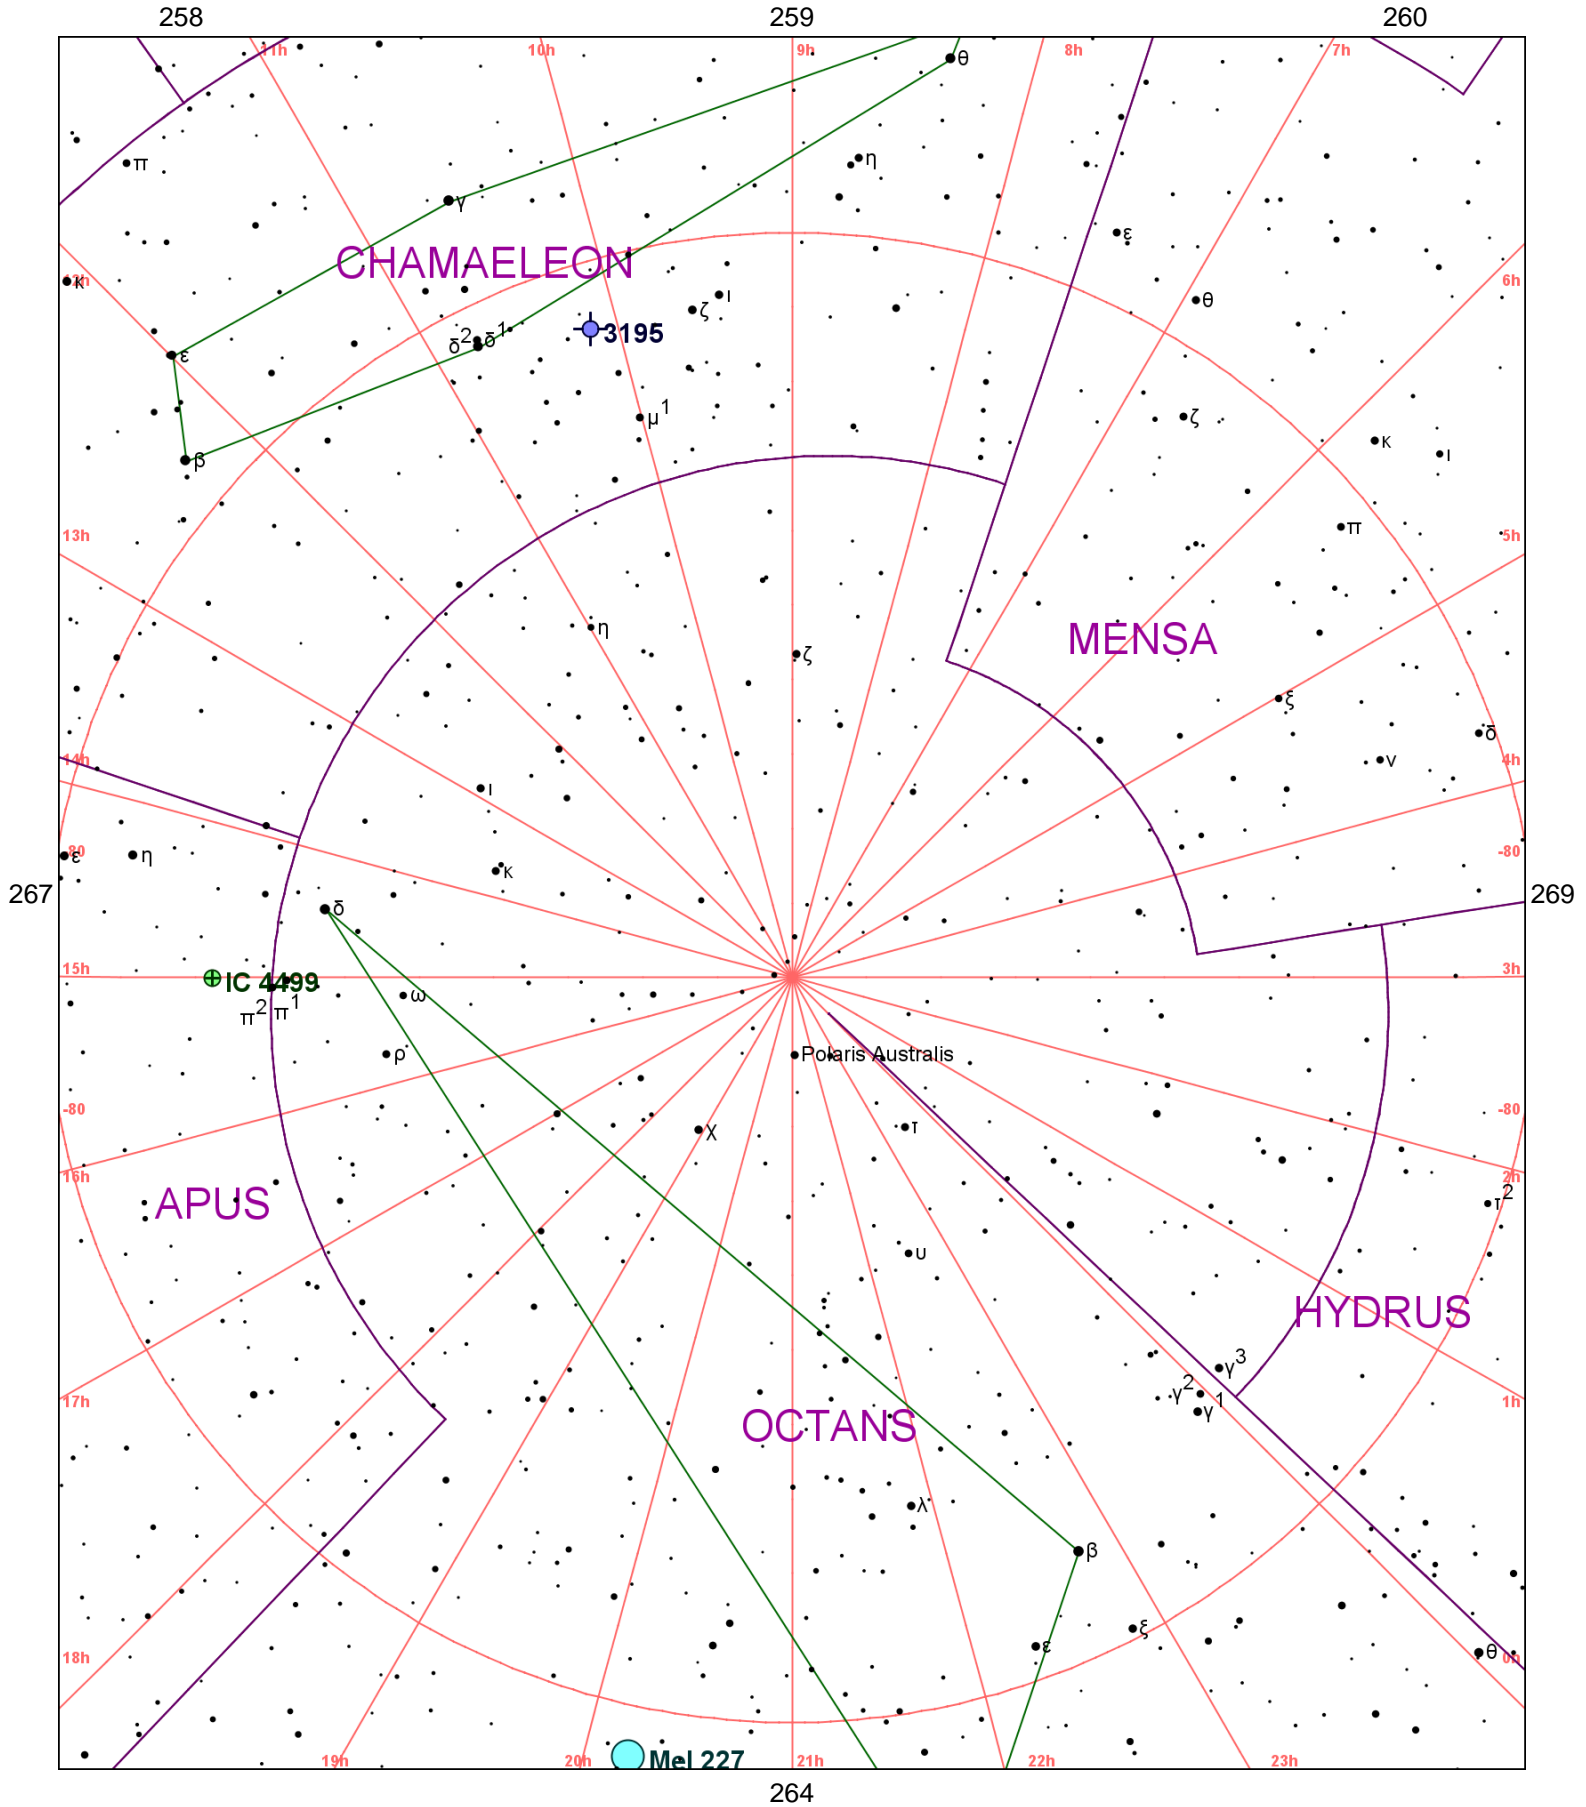 258 259 260
11h 10h 9h 8h 7h
θ
π η
γ
ε
CHAMAELEON
12h κ 6h
ζ ι θ
3195
δ2 δ1
ε
μ1 ζ
κ ι
β
π
13h 5h
η
MENSA
ζ
ξ
δ
14h ν 4h
ι
-80 ε η -80
κ
267 δ 269
15h IC 4499 3h
π2 π1 ω
ρ Polaris Australis
-80 -80
χ τ
16h 2h
τ2
APUS
υ
HYDRUS
γ3
γ2 γ1
17h 1h
OCTANS
λ
β
ξ
ε
18h θ 0h
Mel 227
19h 20h 21h 22h 23h
264